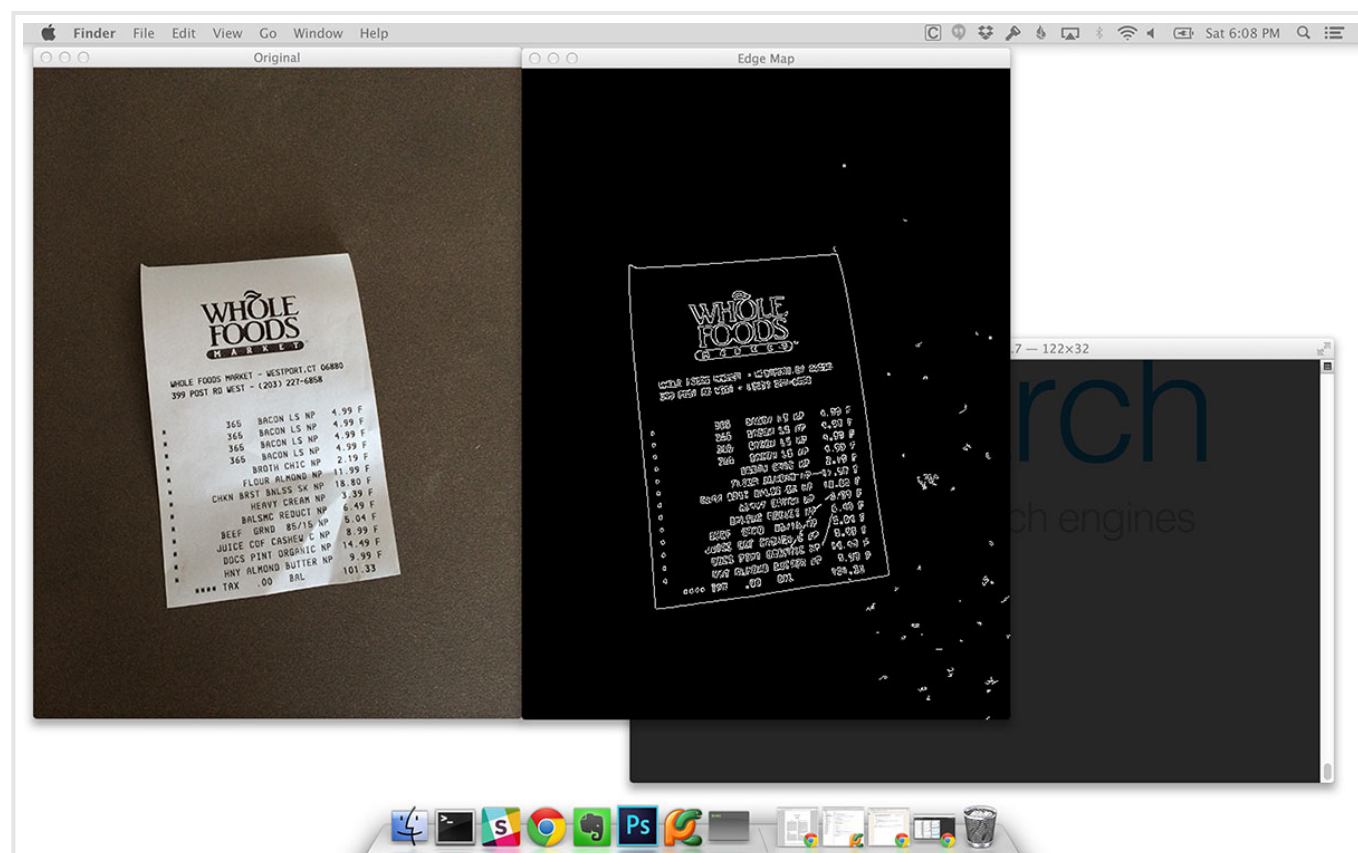 Finder File Edit View Go Window Help
Sat 6:08 PM
Original
WHOLE
FOODS
MARKET
WHOLE FOODS MARKET - WESTPORT,CT 06880
399 POST RD WEST - (203) 227-6858
365 BACON LS NP 4.99 F
365 BACON LS NP 4.99 F
365 BACON LS NP 4.99 F
365 BACON LS NP 4.99 F
BROTH CHIC NP 2.19 F
FLOUR ALMOND NP 11.99 F
CHKN BRST BNLSS SK NP 18.80 F
HEAVY CREAM NP 3.39 F
BALSMC REDUCT NP 6.49 F
BEEF GRND 85/15 NP 5.04 F
JUICE COF CASHEW C NP 8.99 F
DOCS PINT ORGANIC NP 14.49 F
HNY ALMOND BUTTER NP 9.99 F
**** TAX .00 BAL 101.33
Edge Map
WHOLE
FOODS
MARKET
.7 — 122×32
rch
ch engines
S
Ps